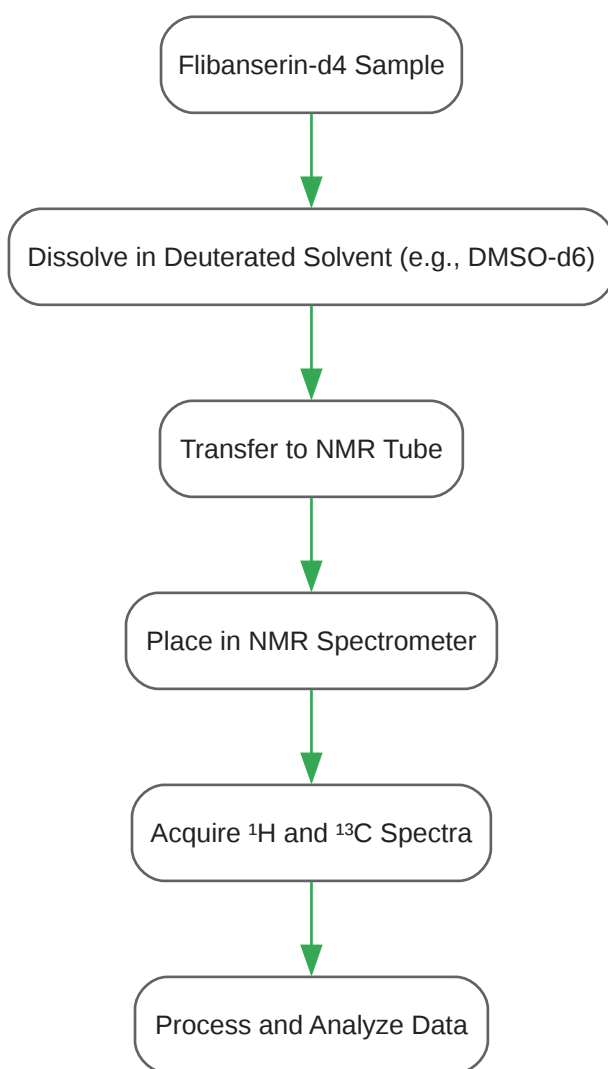 Flibanserin-d4 Sample
Dissolve in Deuterated Solvent (e.g., DMSO-d6)
Transfer to NMR Tube
Place in NMR Spectrometer
Acquire ¹H and ¹³C Spectra
Process and Analyze Data